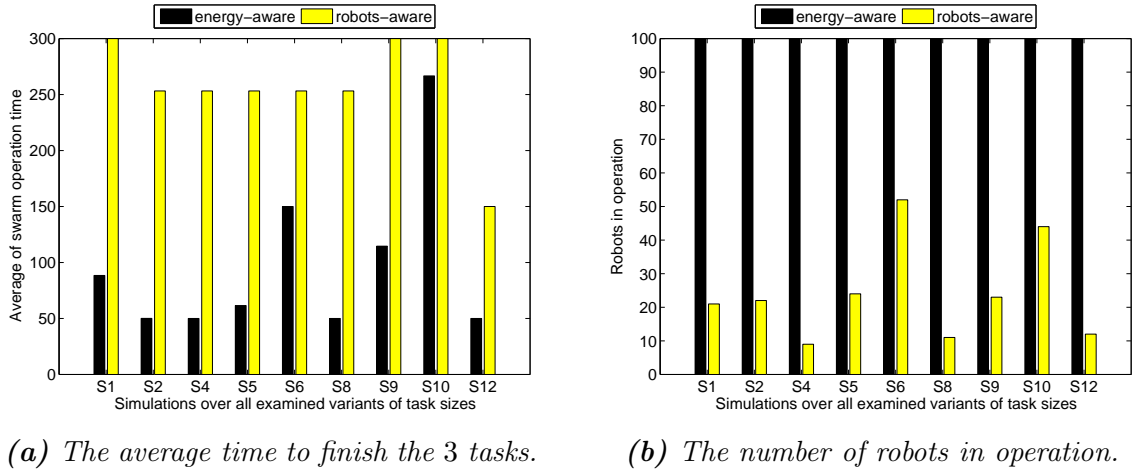 energy-aware robots-aware
300
250
200
150
100
50
0
Average of swarm operation time
S1 S2 S4 S5 S6 S8 S9 S10 S12
Simulations over all examined variants of task sizes
(a) The average time to finish the 3 tasks.
energy-aware robots-aware
100
90
80
70
60
50
40
30
20
10
0
Robots in operation
S1 S2 S4 S5 S6 S8 S9 S10 S12
Simulations over all examined variants of task sizes
(b) The number of robots in operation.